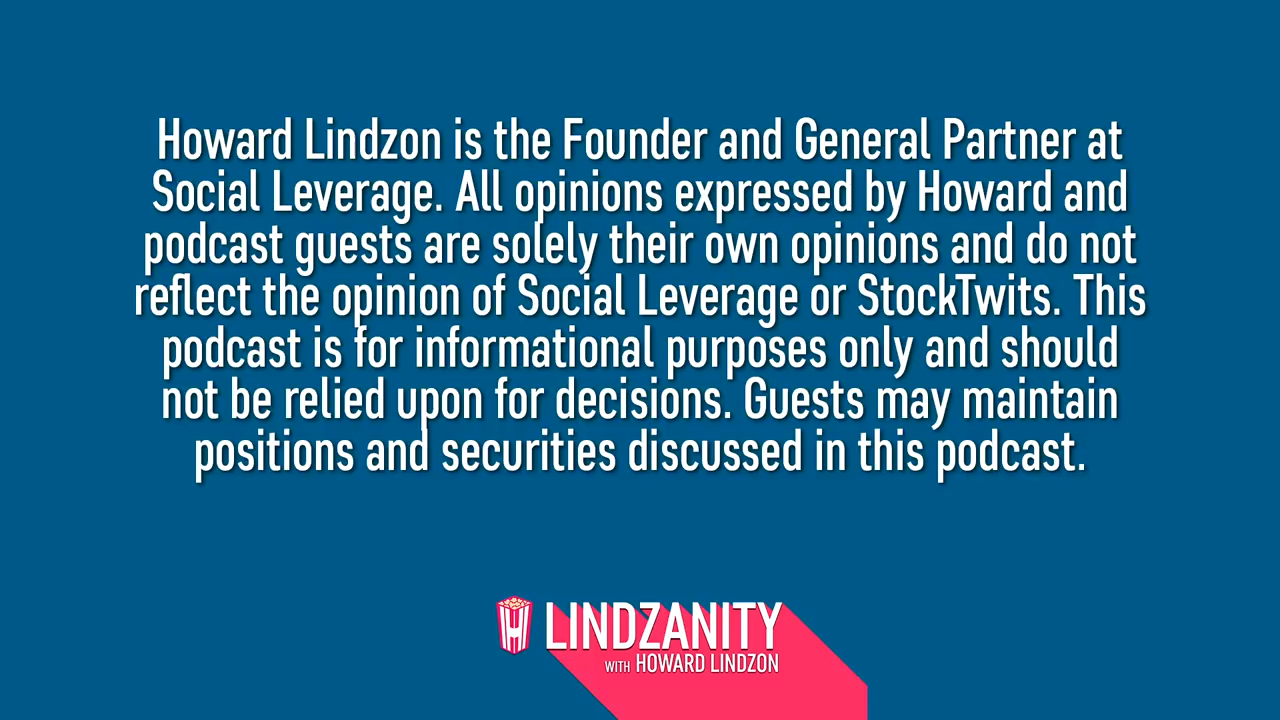 Howard Lindzon is the Founder and General Partner at
Social Leverage. All opinions expressed by Howard and
podcast guests are solely their own opinions and do not
reflect the opinion of Social Leverage or StockTwits. This
podcast is for informational purposes only and should
not be relied upon for decisions. Guests may maintain
positions and securities discussed in this podcast.
LINDZANITY
WITH HOWARD LINDZON